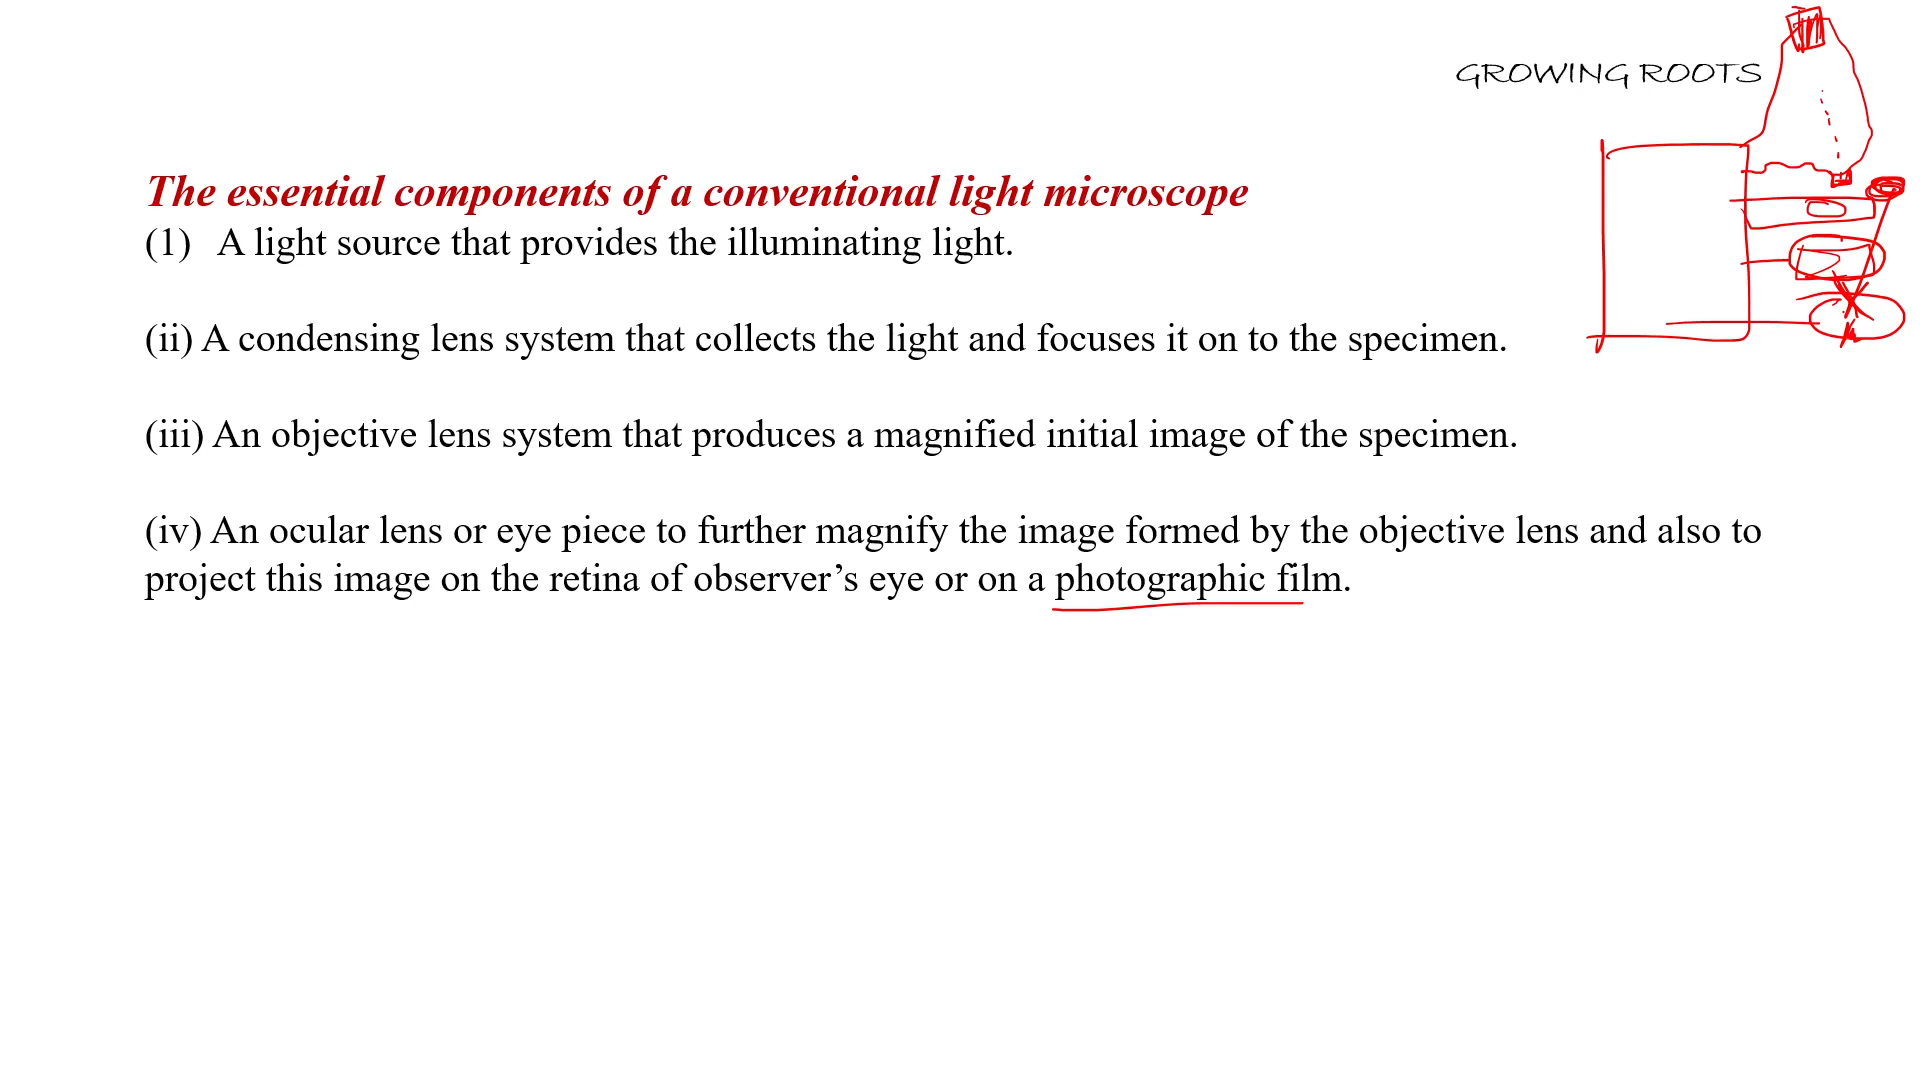 GROWING ROOTS
The essential components of a conventional light microscope
(1) A light source that provides the illuminating light.
(ii) A condensing lens system that collects the light and focuses it on to the specimen.
(iii) An objective lens system that produces a magnified initial image of the specimen.
(iv) An ocular lens or eye piece to further magnify the image formed by the objective lens and also to
project this image on the retina of observer’s eye or on a photographic film.